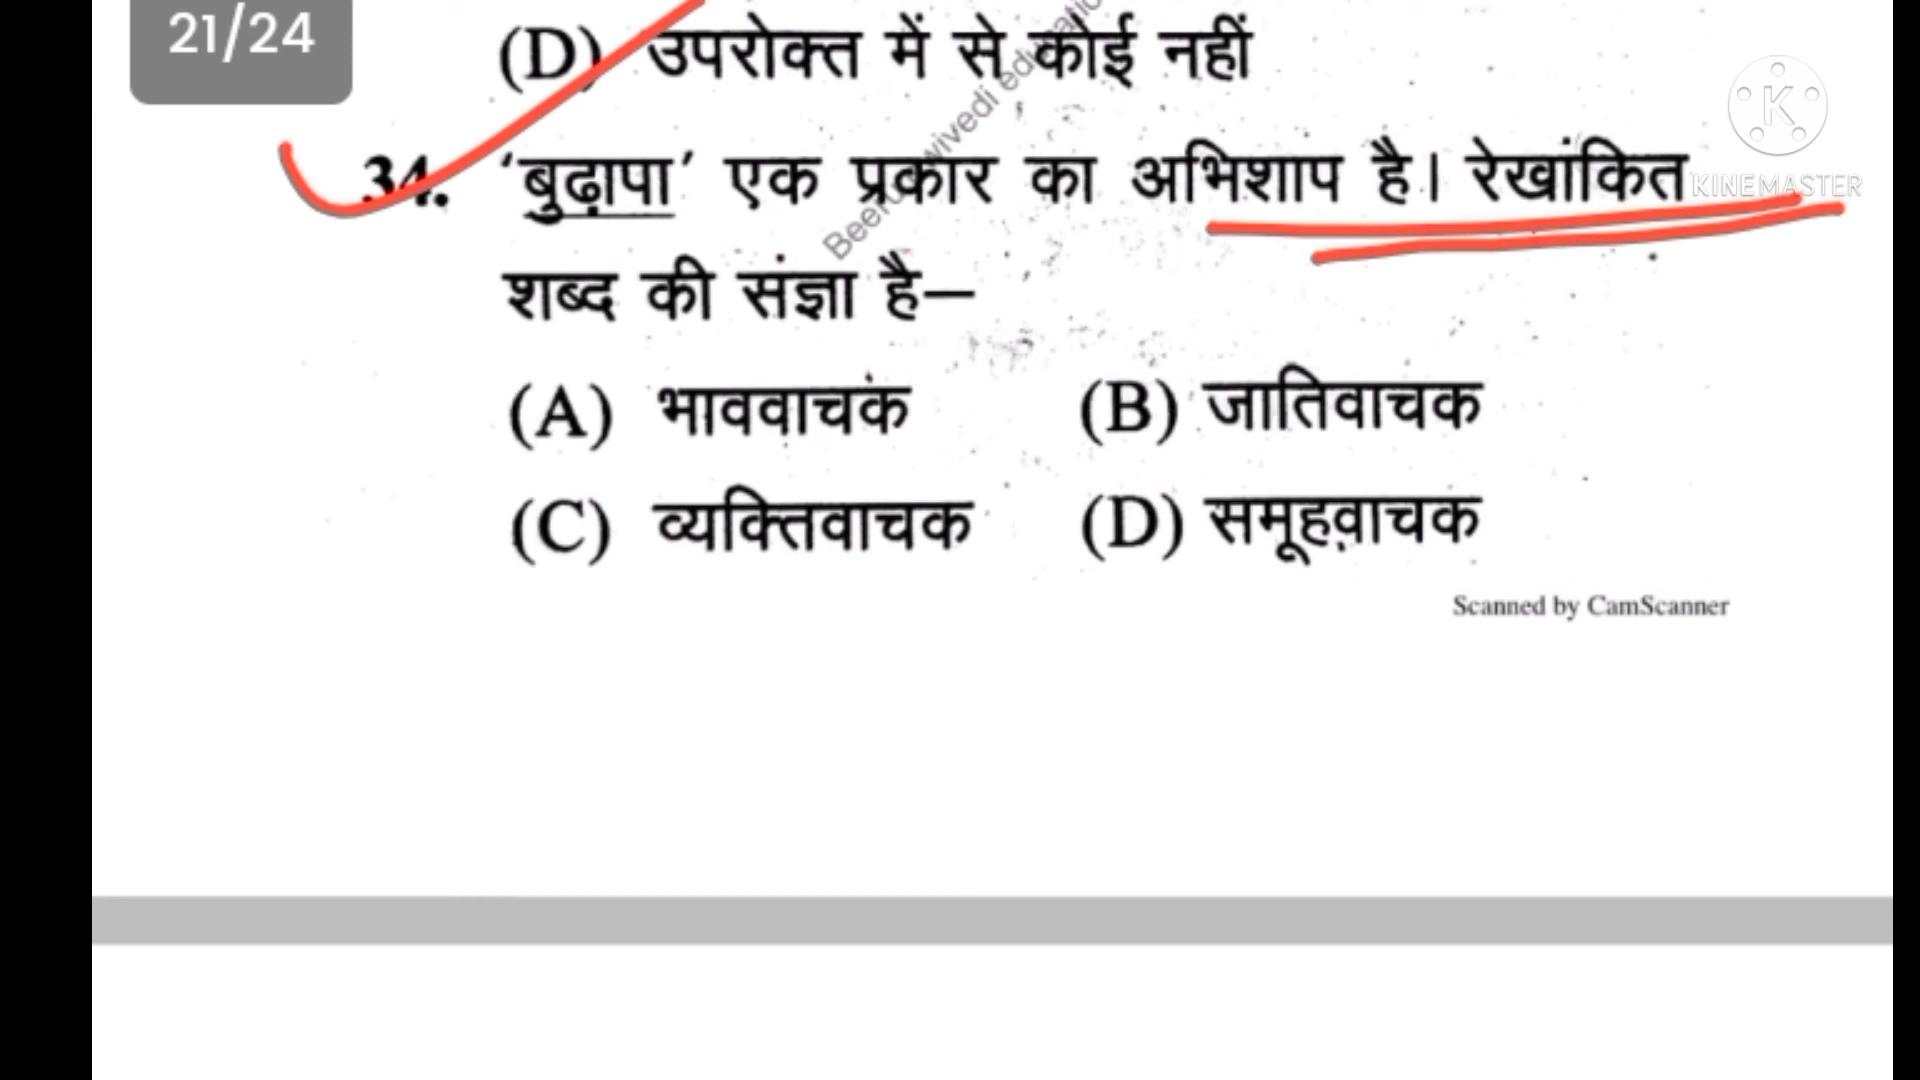 21/24
(D) उपरोक्त में से कोई नहीं
34. 'बुढ़ापा' एक प्रकार का अभिशाप है। रेखांकित
KINEMASTER
शब्द की संज्ञा है—
(A) भाववाचक (B) जातिवाचक
(C) व्यक्तिवाचक (D) समूहवाचक
Scanned by CamScanner